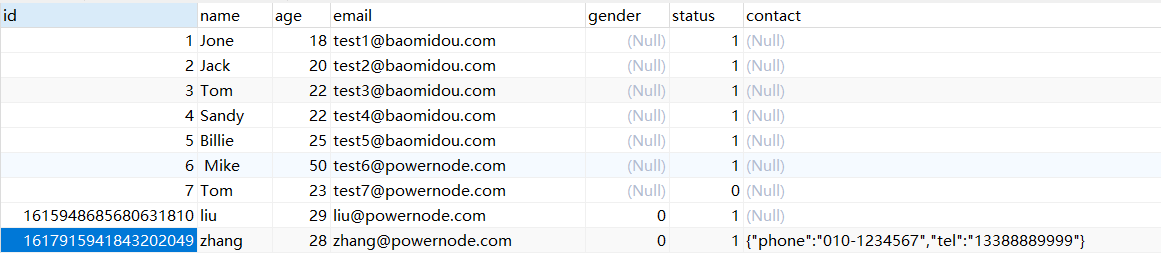 id name age email gender status contact
1 Jone 18 test1@baomidou.com (Null) 1 (Null)
2 Jack 20 test2@baomidou.com (Null) 1 (Null)
3 Tom 22 test3@baomidou.com (Null) 1 (Null)
4 Sandy 22 test4@baomidou.com (Null) 1 (Null)
5 Billie 25 test5@baomidou.com (Null) 1 (Null)
6 Mike 50 test6@powernode.com (Null) 1 (Null)
7 Tom 23 test7@powernode.com (Null) 0 (Null)
1615948685680631810 liu 29 liu@powernode.com 0 1 (Null)
1617915941843202049 zhang 28 zhang@powernode.com 0 1 {"phone":"010-1234567","tel":"13388889999"}